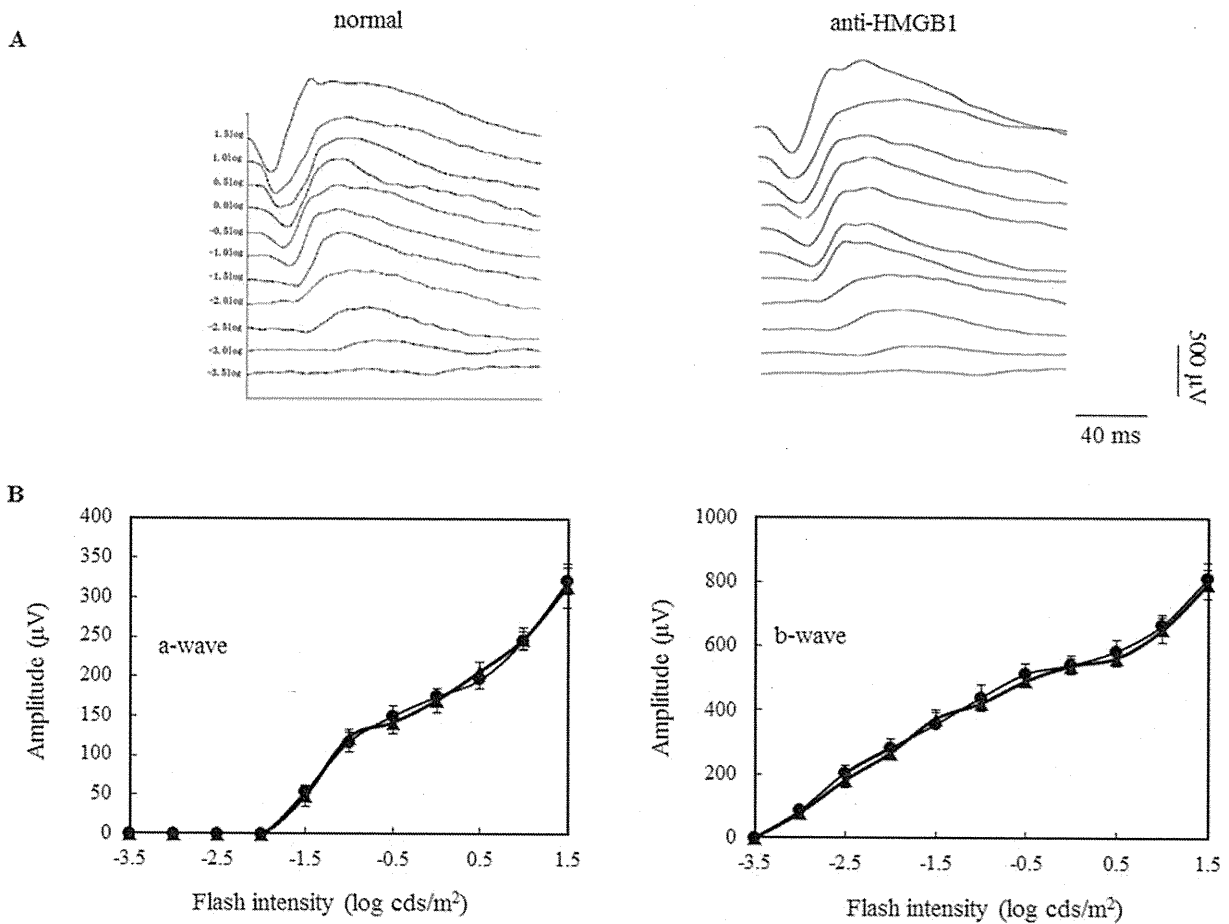 A
normal
anti-HMGB1
1.5log
1.0log
0.5log
0.0log
-0.5log
-1.0log
-1.5log
-2.0log
-2.5log
-3.0log
-3.5log
500 µV
40 ms
B
400
350
300
250
200
150
100
50
0
Amplitude (µV)
a-wave
-3.5 -2.5 -1.5 -0.5 0.5 1.5
Flash intensity (log cds/m²)
1000
800
600
400
200
0
Amplitude (µV)
b-wave
-3.5 -2.5 -1.5 -0.5 0.5 1.5
Flash intensity (log cds/m²)